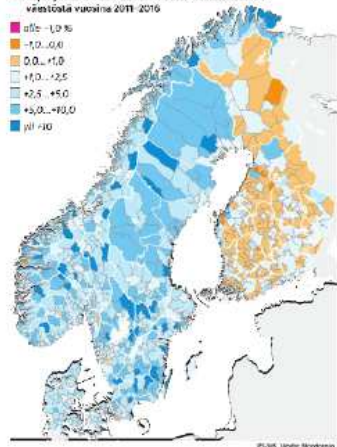 väestöstä vuosina 2011-2016
alle -1,0 %
-1,0...0,0
0,0...+1,0
+1,0...+2,5
+2,5...+5,0
+5,0...+10,0
yli +10